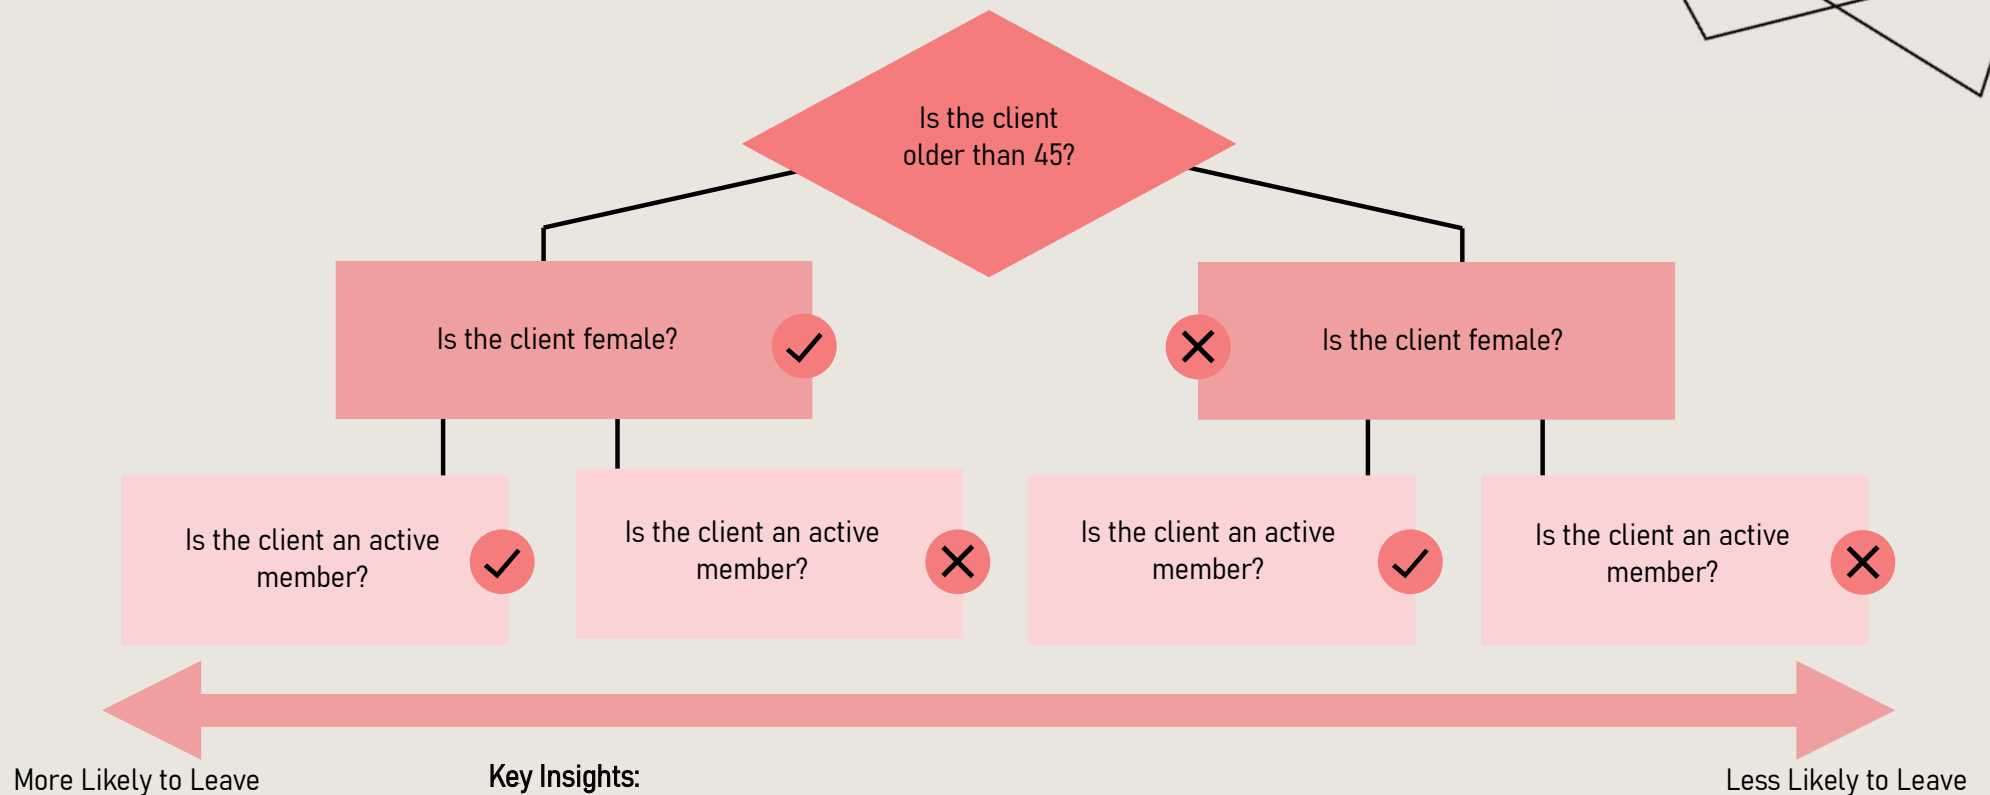 Is the client
older than 45?
Is the client female?
Is the client female?
Is the client an active
member?
Is the client an active
member?
Is the client an active
member?
Is the client an active
member?
More Likely to Leave
Key Insights:
Less Likely to Leave